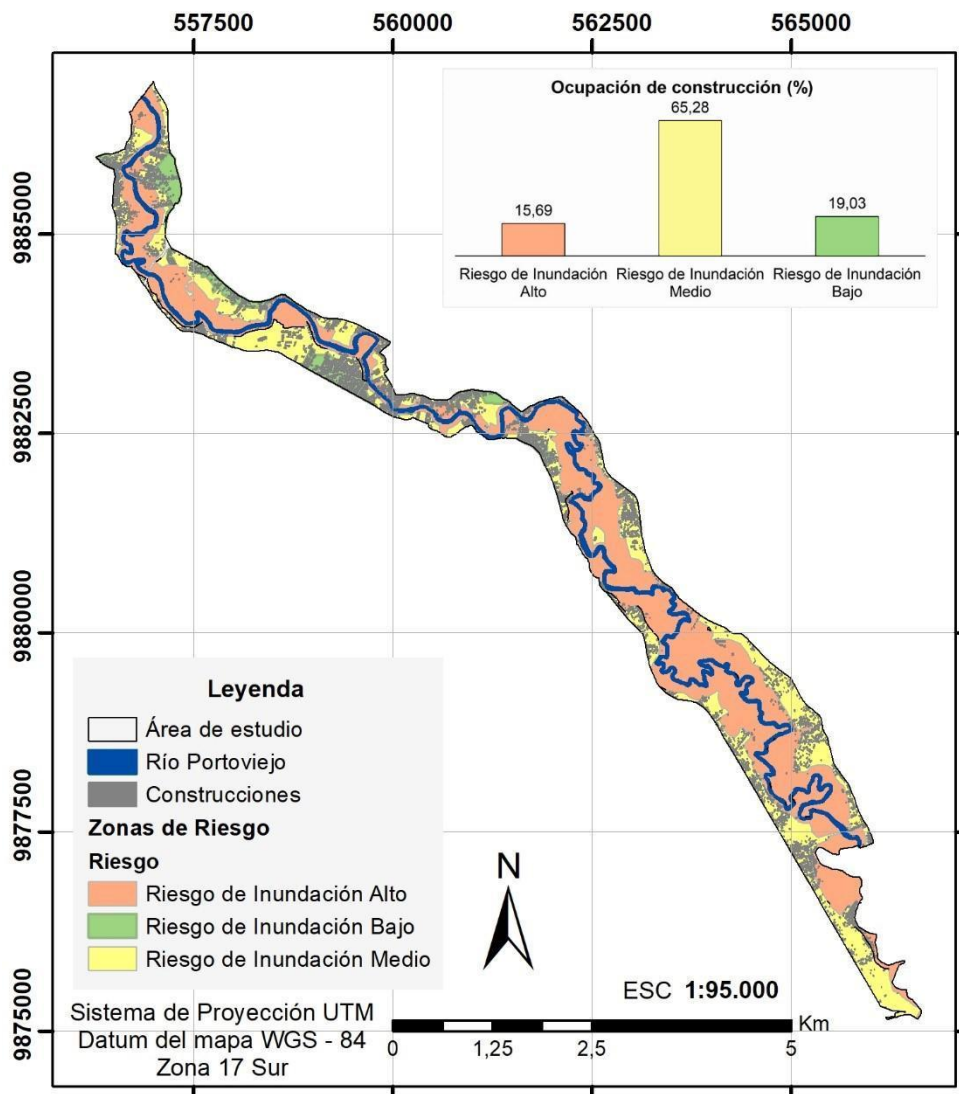 557500 560000 562500 565000
Ocupación de construcción (%)
65,28
15,69
19,03
Riesgo de Inundación
Alto
Riesgo de Inundación
Medio
Riesgo de Inundación
Bajo
9885000
9882500
9880000
9877500
9875000
Leyenda
Área de estudio
Río Portoviejo
Construcciones
Zonas de Riesgo
Riesgo
Riesgo de Inundación Alto
Riesgo de Inundación Bajo
Riesgo de Inundación Medio
Sistema de Proyección UTM
Datum del mapa WGS - 84
Zona 17 Sur
N
ESC 1:95.000
Km
0 1,25 2,5 5